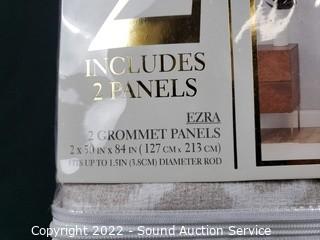 2
INCLUDES
2 PANELS
EZRA
2 GROMMET PANELS
2 x 50 IN x 84 IN (127 CM x 213 CM)
FITS UP TO 1.5IN (3.8CM) DIAMETER ROD
Copyright 2022 - Sound Auction Service